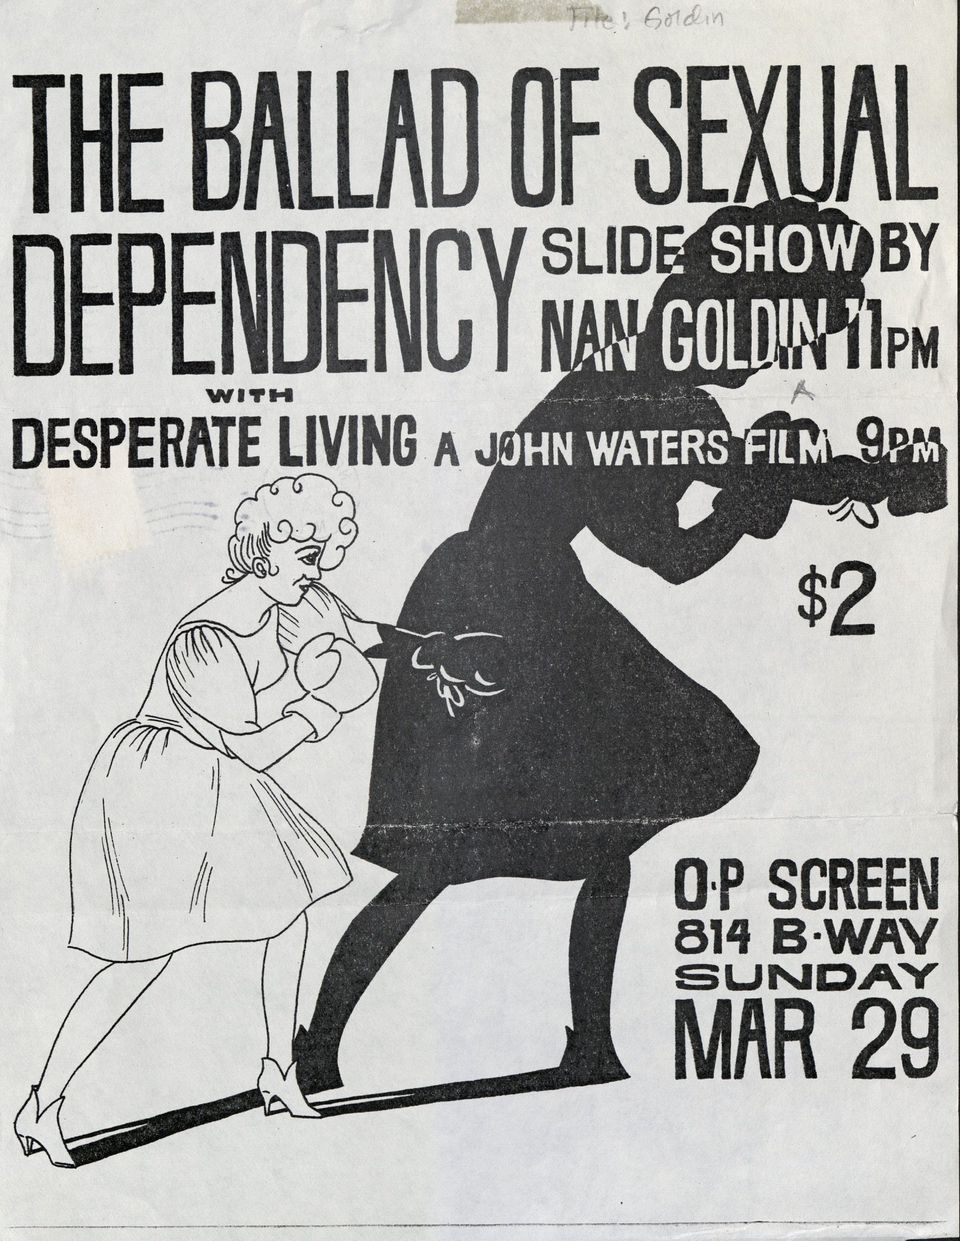 File: Goldin
THE BALLAD OF SEXUAL
DEPENDENCY SLIDE SHOW BY
NAN GOLDIN 11PM
WITH
DESPERATE LIVING A JOHN WATERS FILM 9PM
$2
O·P SCREEN
814 B·WAY
SUNDAY
MAR 29